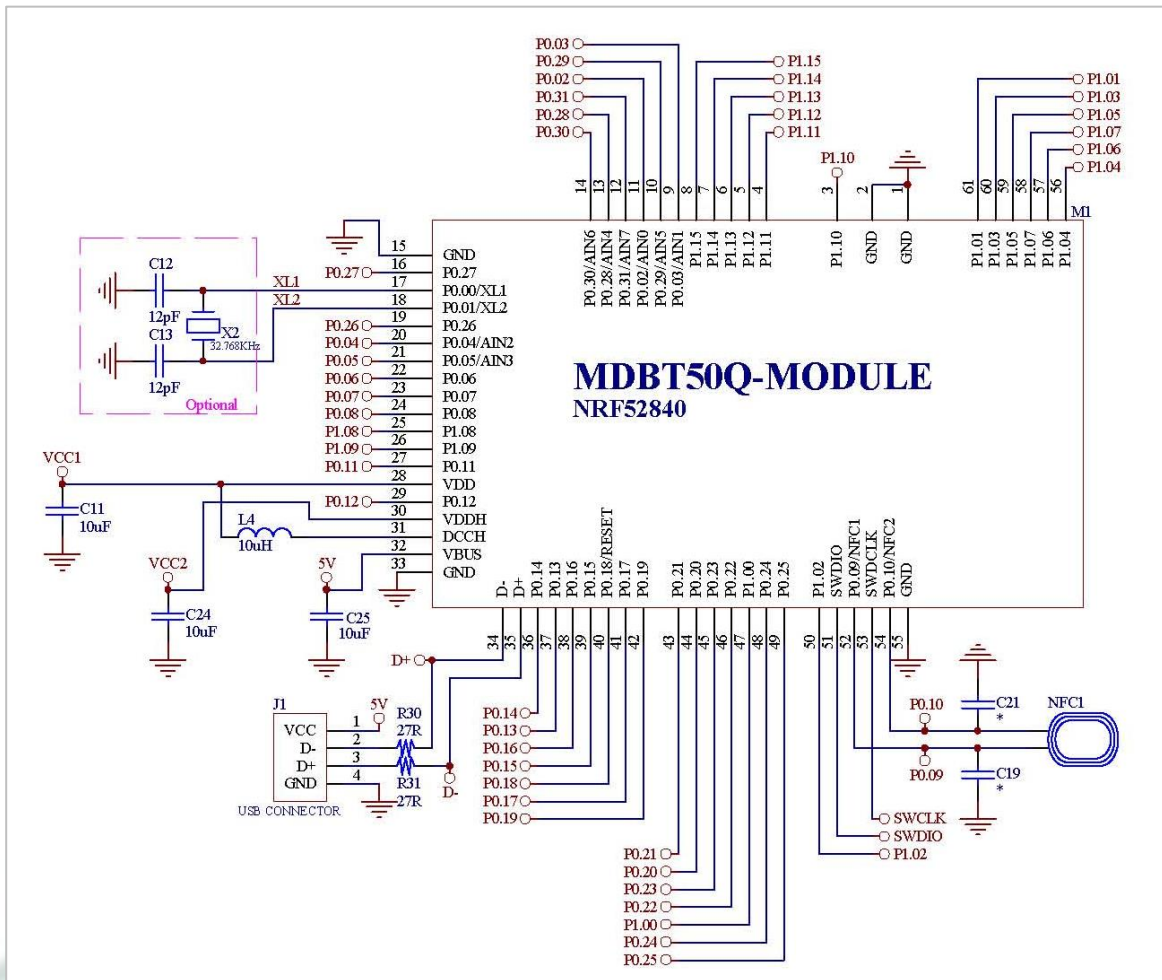 P0.03
P0.29
P0.02
P0.31
P0.28
P0.30
P1.15
P1.14
P1.13
P1.12
P1.11
P1.10
P1.01
P1.03
P1.05
P1.07
P1.06
P1.04
14 13 12 11 10 9 8 7 6 5 4 3 2 1 61 60 59 58 57 56
M1
P0.30/AIN6
P0.28/AIN4
P0.31/AIN7
P0.02/AIN0
P0.29/AIN5
P0.03/AIN1
P1.15
P1.14
P1.13
P1.12
P1.11
P1.10
GND
GND
P1.01
P1.03
P1.05
P1.07
P1.06
P1.04
15 GND
P0.27 16 P0.27
XL1 17 P0.00/XL1
XL2 18 P0.01/XL2
P0.26 19 P0.26
P0.04 20 P0.04/AIN2
P0.05 21 P0.05/AIN3
P0.06 22 P0.06
P0.07 23 P0.07
P0.08 24 P0.08
P1.08 25 P1.08
P1.09 26 P1.09
P0.11 27 P0.11
28 VDD
P0.12 29 P0.12
30 VDDH
31 DCCH
32 VBUS
33 GND
C12
12pF
C13
12pF
X2
32.768KHz
Optional
MDBT50Q-MODULE
NRF52840
VCC1
C11
10uF
L4
10uH
VCC2
C24
10uF
5V
C25
10uF
D-
D+
P0.14
P0.13
P0.16
P0.15
P0.18/RESET
P0.17
P0.19
P0.21
P0.20
P0.23
P0.22
P1.00
P0.24
P0.25
P1.02
SWDIO
P0.09/NFC1
SWDCLK
P0.10/NFC2
GND
34 35 36 37 38 39 40 41 42 43 44 45 46 47 48 49 50 51 52 53 54 55
D+
J1
5V
VCC 1
D- 2
D+ 3
GND 4
USB CONNECTOR
R30
27R
R31
27R
D-
P0.14
P0.13
P0.16
P0.15
P0.18
P0.17
P0.19
P0.21
P0.20
P0.23
P0.22
P1.00
P0.24
P0.25
P0.10
P0.09
C21
*
C19
*
NFC1
SWCLK
SWDIO
P1.02